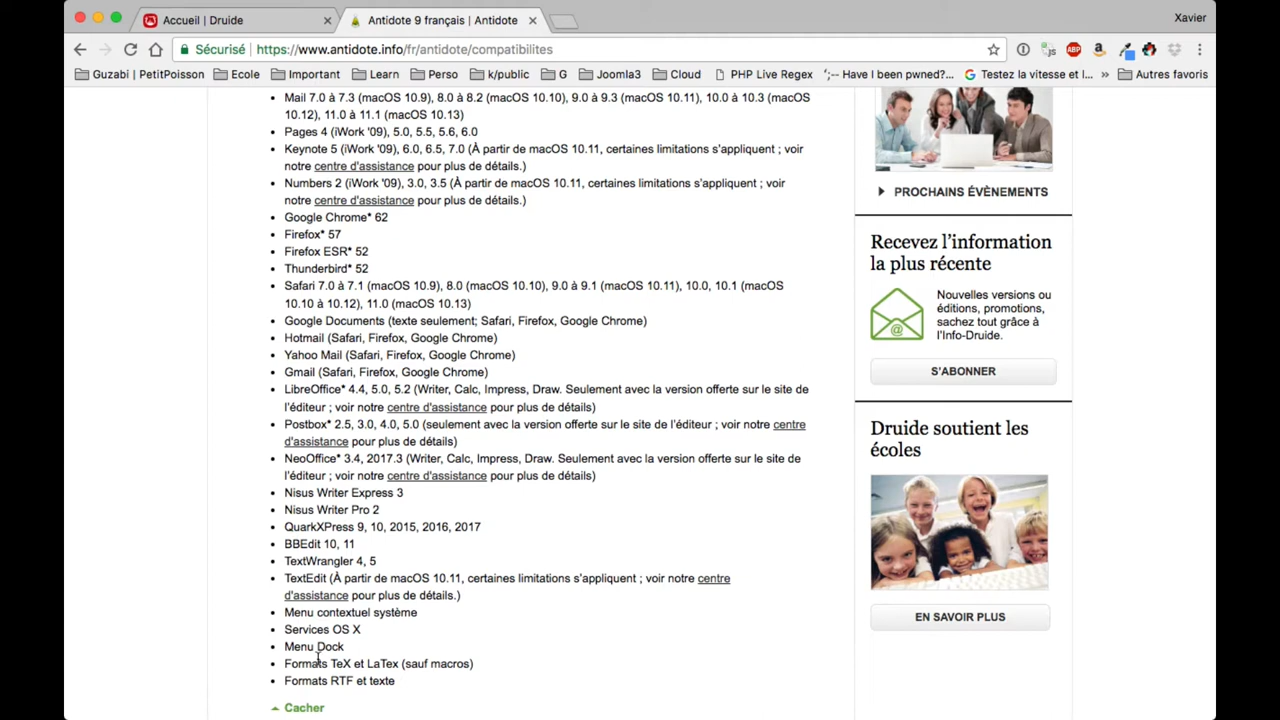 Accueil | Druide
Antidote 9 français | Antidote
Xavier
Sécurisé
https://www.antidote.info/fr/antidote/compatibilites
Guzabi | PetitPoisson
Ecole
Important
Learn
Perso
k/public
G
Joomla3
Cloud
PHP Live Regex
Have I been pwned?...
Testez la vitesse et l...
»
Autres favoris
• Mail 7.0 à 7.3 (macOS 10.9), 8.0 à 8.2 (macOS 10.10), 9.0 à 9.3 (macOS 10.11), 10.0 à 10.3 (macOS
10.12), 11.0 à 11.1 (macOS 10.13)
• Pages 4 (iWork '09), 5.0, 5.5, 5.6, 6.0
• Keynote 5 (iWork '09), 6.0, 6.5, 7.0 (À partir de macOS 10.11, certaines limitations s'appliquent ; voir
notre centre d'assistance pour plus de détails.)
• Numbers 2 (iWork '09), 3.0, 3.5 (À partir de macOS 10.11, certaines limitations s'appliquent ; voir
notre centre d'assistance pour plus de détails.)
• Google Chrome* 62
• Firefox* 57
• Firefox ESR* 52
• Thunderbird* 52
• Safari 7.0 à 7.1 (macOS 10.9), 8.0 (macOS 10.10), 9.0 à 9.1 (macOS 10.11), 10.0, 10.1 (macOS
10.10 à 10.12), 11.0 (macOS 10.13)
• Google Documents (texte seulement; Safari, Firefox, Google Chrome)
• Hotmail (Safari, Firefox, Google Chrome)
• Yahoo Mail (Safari, Firefox, Google Chrome)
• Gmail (Safari, Firefox, Google Chrome)
• LibreOffice* 4.4, 5.0, 5.2 (Writer, Calc, Impress, Draw. Seulement avec la version offerte sur le site de
l'éditeur ; voir notre centre d'assistance pour plus de détails)
• Postbox* 2.5, 3.0, 4.0, 5.0 (seulement avec la version offerte sur le site de l'éditeur ; voir notre centre
d'assistance pour plus de détails)
• NeoOffice* 3.4, 2017.3 (Writer, Calc, Impress, Draw. Seulement avec la version offerte sur le site de
l'éditeur ; voir notre centre d'assistance pour plus de détails)
• Nisus Writer Express 3
• Nisus Writer Pro 2
• QuarkXPress 9, 10, 2015, 2016, 2017
• BBEdit 10, 11
• TextWrangler 4, 5
• TextEdit (À partir de macOS 10.11, certaines limitations s'appliquent ; voir notre centre
d'assistance pour plus de détails.)
• Menu contextuel système
• Services OS X
• Menu Dock
• Formats TeX et LaTex (sauf macros)
• Formats RTF et texte
Cacher
PROCHAINS ÉVÈNEMENTS
Recevez l'information
la plus récente
Nouvelles versions ou
éditions, promotions,
sachez tout grâce à
l'Info-Druide.
S'ABONNER
Druide soutient les
écoles
EN SAVOIR PLUS